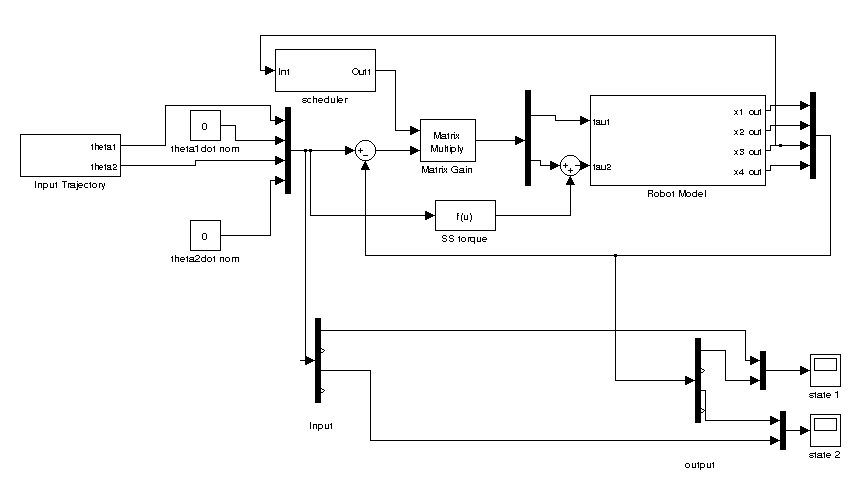 Int
Out1
scheduler
theta1
theta2
Input Trajectory
0
theta1dot nom
0
theta2dot nom
+
−
Matrix
Multiply
Matrix Gain
f(u)
SS torque
+
+
tau1
tau2
x1 out
x2 out
x3 out
x4 out
Robot Model
Input
output
state 1
state 2